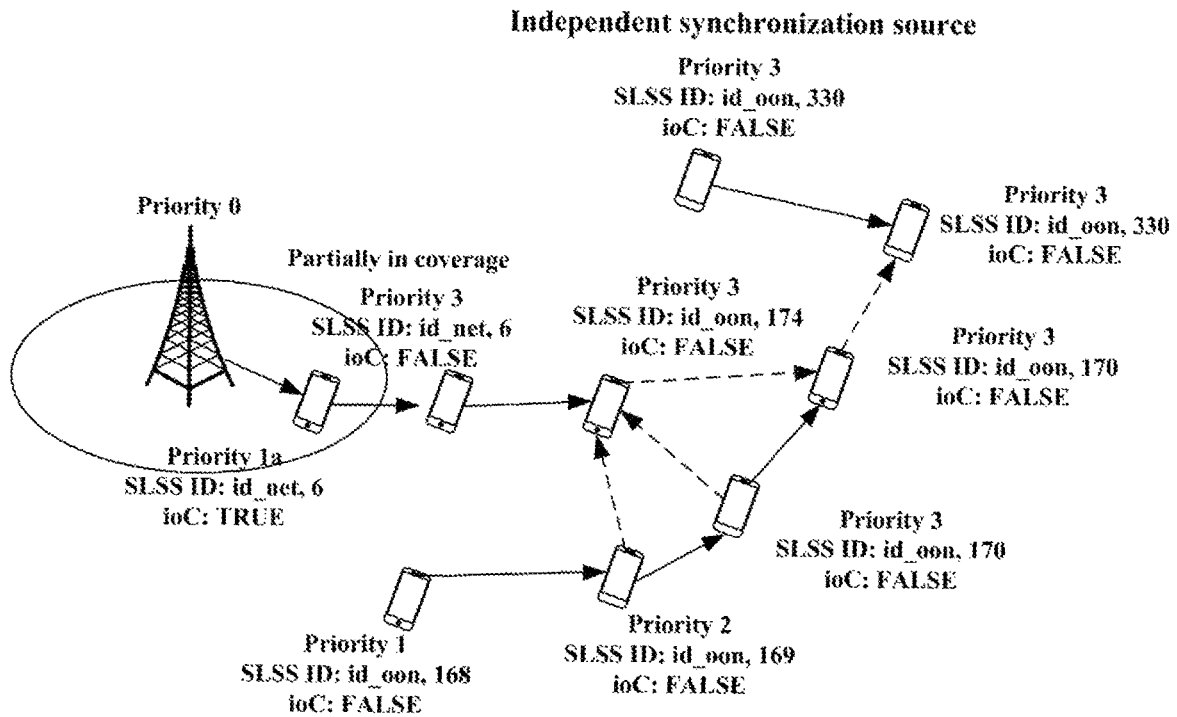 Independent synchronization source
Priority 3
SLSS ID: id_oon, 330
ioC: FALSE
Priority 3
SLSS ID: id_oon, 330
ioC: FALSE
Priority 0
Partially in coverage
Priority 3
SLSS ID: id_net, 6
ioC: FALSE
Priority 3
SLSS ID: id_oon, 174
ioC: FALSE
Priority 3
SLSS ID: id_oon, 170
ioC: FALSE
Priority 1a
SLSS ID: id_net, 6
ioC: TRUE
Priority 3
SLSS ID: id_oon, 170
ioC: FALSE
Priority 1
SLSS ID: id_oon, 168
ioC: FALSE
Priority 2
SLSS ID: id_oon, 169
ioC: FALSE